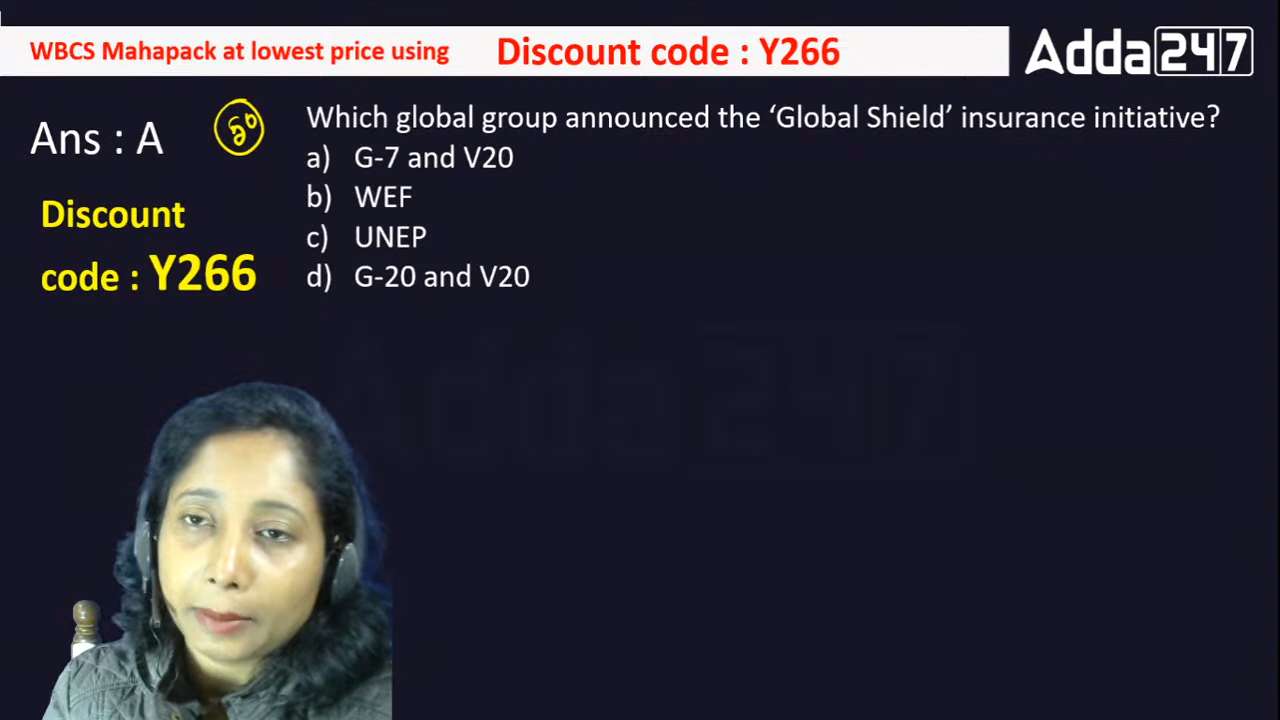 WBCS Mahapack at lowest price using Discount code : Y266
Adda247
Ans : A
Discount
code : Y266
Which global group announced the ‘Global Shield’ insurance initiative?
a) G-7 and V20
b) WEF
c) UNEP
d) G-20 and V20